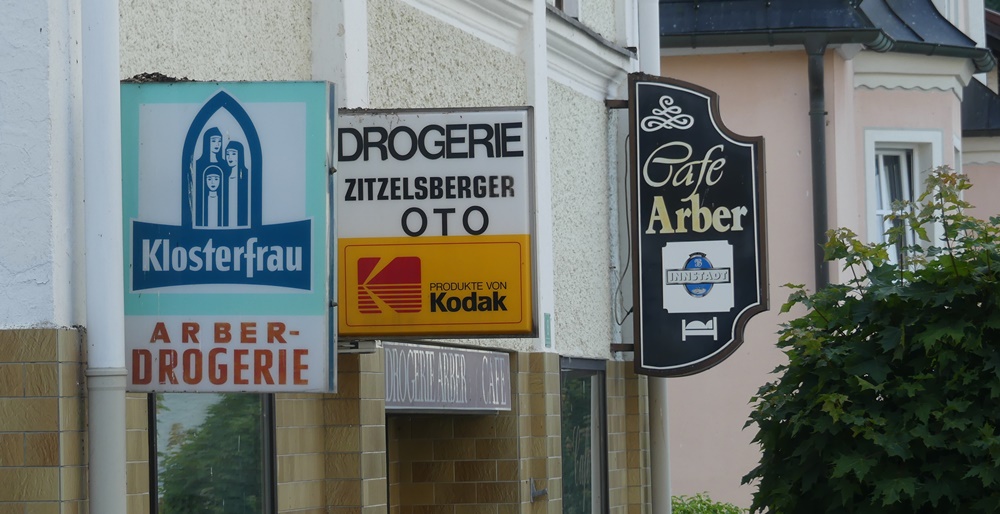 Klosterfrau
ARBER-
DROGERIE
DROGERIE
ZITZELSBERGER
OTO
PRODUKTE VON
Kodak
Cafe
Arber
INNSTADT
DROGERIE ARBER CAFE